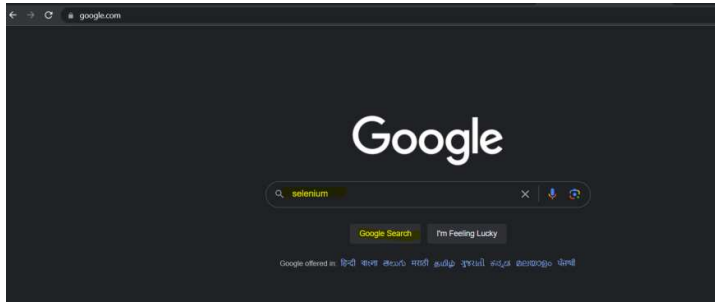 google.com
Google
selenium
Google Search I'm Feeling Lucky
Google offered in: हिन्दी বাংলা తెలుగు मराठी தமிழ் ગુજરાતી ಕನ್ನಡ മലയാളം ਪੰਜਾਬੀ